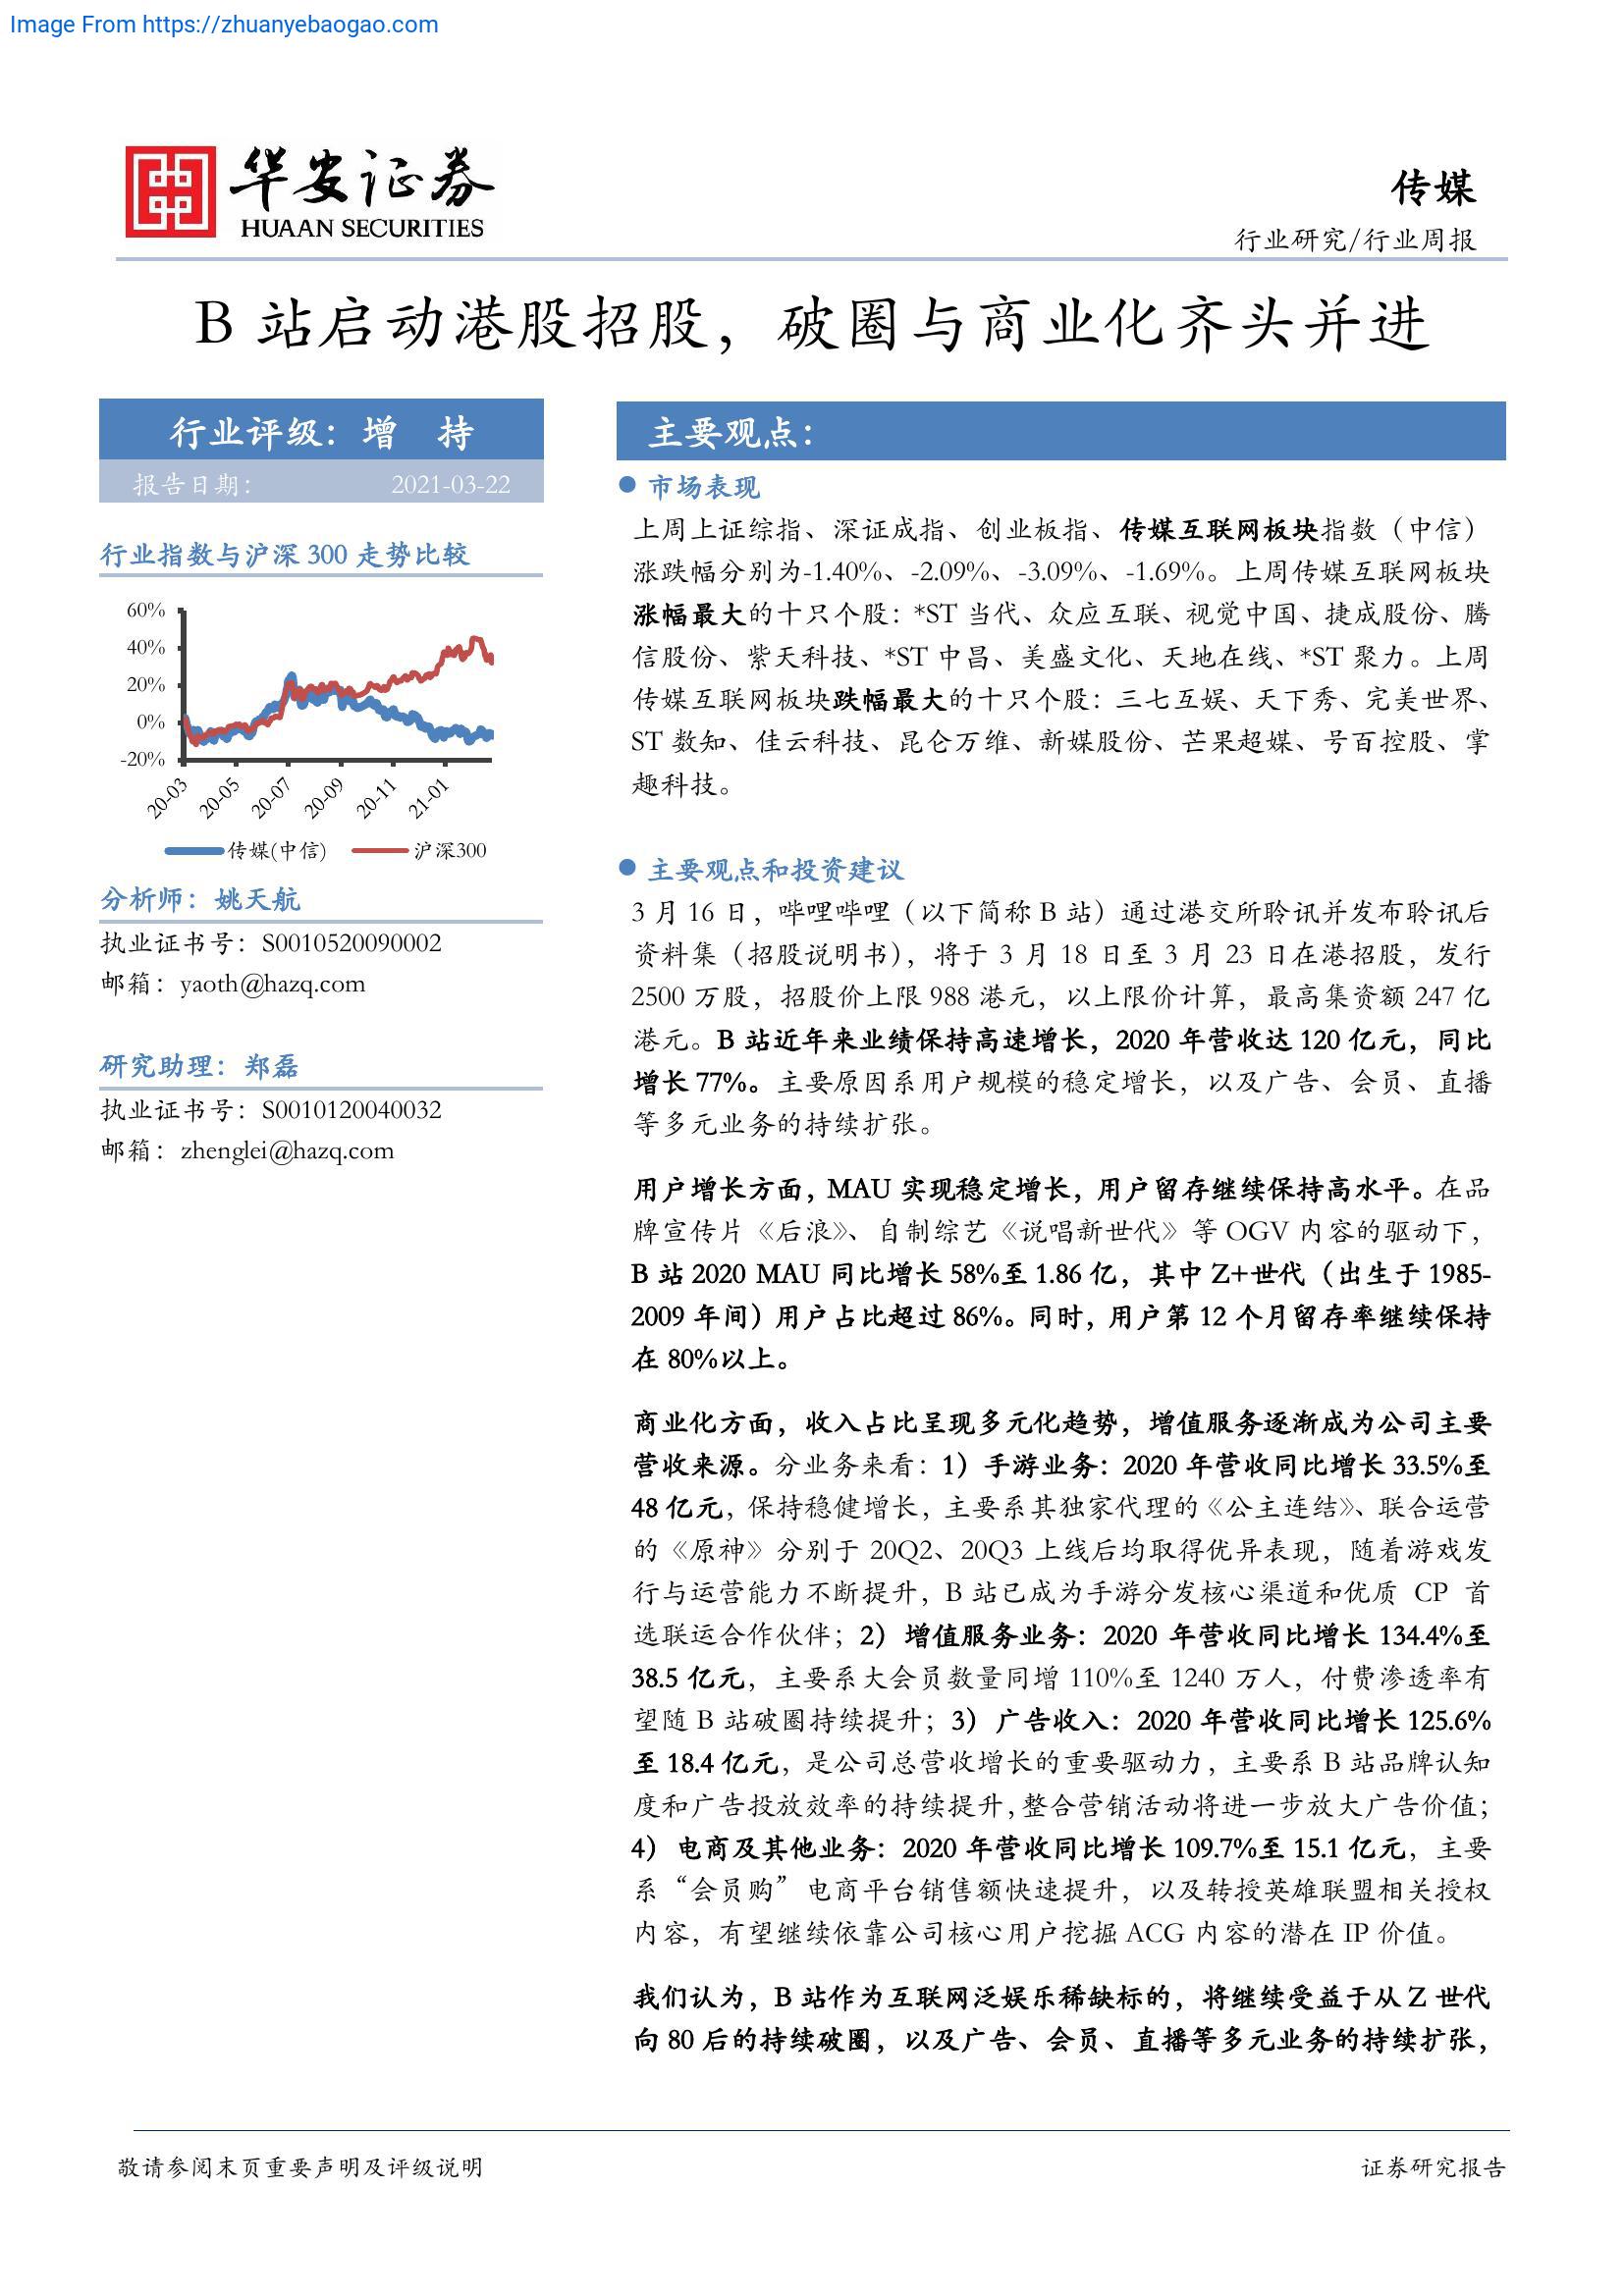 Image From https://zhuanyebaogao.com
华安证券
HUAAN SECURITIES
传媒
行业研究/行业周报
B 站启动港股招股，破圈与商业化齐头并进
行业评级：增 持
报告日期： 2021-03-22
行业指数与沪深 300 走势比较
60%
40%
20%
0%
-20%
20-03
20-05
20-07
20-09
20-11
21-01
传媒(中信) 沪深300
分析师：姚天航
执业证书号：S0010520090002
邮箱：yaoth@hazq.com
研究助理：郑磊
执业证书号：S0010120040032
邮箱：zhenglei@hazq.com
主要观点：
● 市场表现
上周上证综指、深证成指、创业板指、传媒互联网板块指数（中信）
涨跌幅分别为-1.40%、-2.09%、-3.09%、-1.69%。上周传媒互联网板块
涨幅最大的十只个股：*ST 当代、众应互联、视觉中国、捷成股份、腾
信股份、紫天科技、*ST 中昌、美盛文化、天地在线、*ST 聚力。上周
传媒互联网板块跌幅最大的十只个股：三七互娱、天下秀、完美世界、
ST 数知、佳云科技、昆仑万维、新媒股份、芒果超媒、号百控股、掌
趣科技。
● 主要观点和投资建议
3 月 16 日，哔哩哔哩（以下简称 B 站）通过港交所聆讯并发布聆讯后
资料集（招股说明书），将于 3 月 18 日至 3 月 23 日在港招股，发行
2500 万股，招股价上限 988 港元，以上限价计算，最高集资额 247 亿
港元。B 站近年来业绩保持高速增长，2020 年营收达 120 亿元，同比
增长 77%。主要原因系用户规模的稳定增长，以及广告、会员、直播
等多元业务的持续扩张。
用户增长方面，MAU 实现稳定增长，用户留存继续保持高水平。在品
牌宣传片《后浪》、自制综艺《说唱新世代》等 OGV 内容的驱动下，
B 站 2020 MAU 同比增长 58%至 1.86 亿，其中 Z+世代（出生于 1985-
2009 年间）用户占比超过 86%。同时，用户第 12 个月留存率继续保持
在 80%以上。
商业化方面，收入占比呈现多元化趋势，增值服务逐渐成为公司主要
营收来源。分业务来看：1）手游业务：2020 年营收同比增长 33.5%至
48 亿元，保持稳健增长，主要系其独家代理的《公主连结》、联合运营
的《原神》分别于 20Q2、20Q3 上线后均取得优异表现，随着游戏发
行与运营能力不断提升，B 站已成为手游分发核心渠道和优质 CP 首
选联运合作伙伴；2）增值服务业务：2020 年营收同比增长 134.4%至
38.5 亿元，主要系大会员数量同增 110%至 1240 万人，付费渗透率有
望随 B 站破圈持续提升；3）广告收入：2020 年营收同比增长 125.6%
至 18.4 亿元，是公司总营收增长的重要驱动力，主要系 B 站品牌认知
度和广告投放效率的持续提升，整合营销活动将进一步放大广告价值；
4）电商及其他业务：2020 年营收同比增长 109.7%至 15.1 亿元，主要
系“会员购”电商平台销售额快速提升，以及转授英雄联盟相关授权
内容，有望继续依靠公司核心用户挖掘 ACG 内容的潜在 IP 价值。
我们认为，B 站作为互联网泛娱乐稀缺标的，将继续受益于从 Z 世代
向 80 后的持续破圈，以及广告、会员、直播等多元业务的持续扩张，
敬请参阅末页重要声明及评级说明
证券研究报告